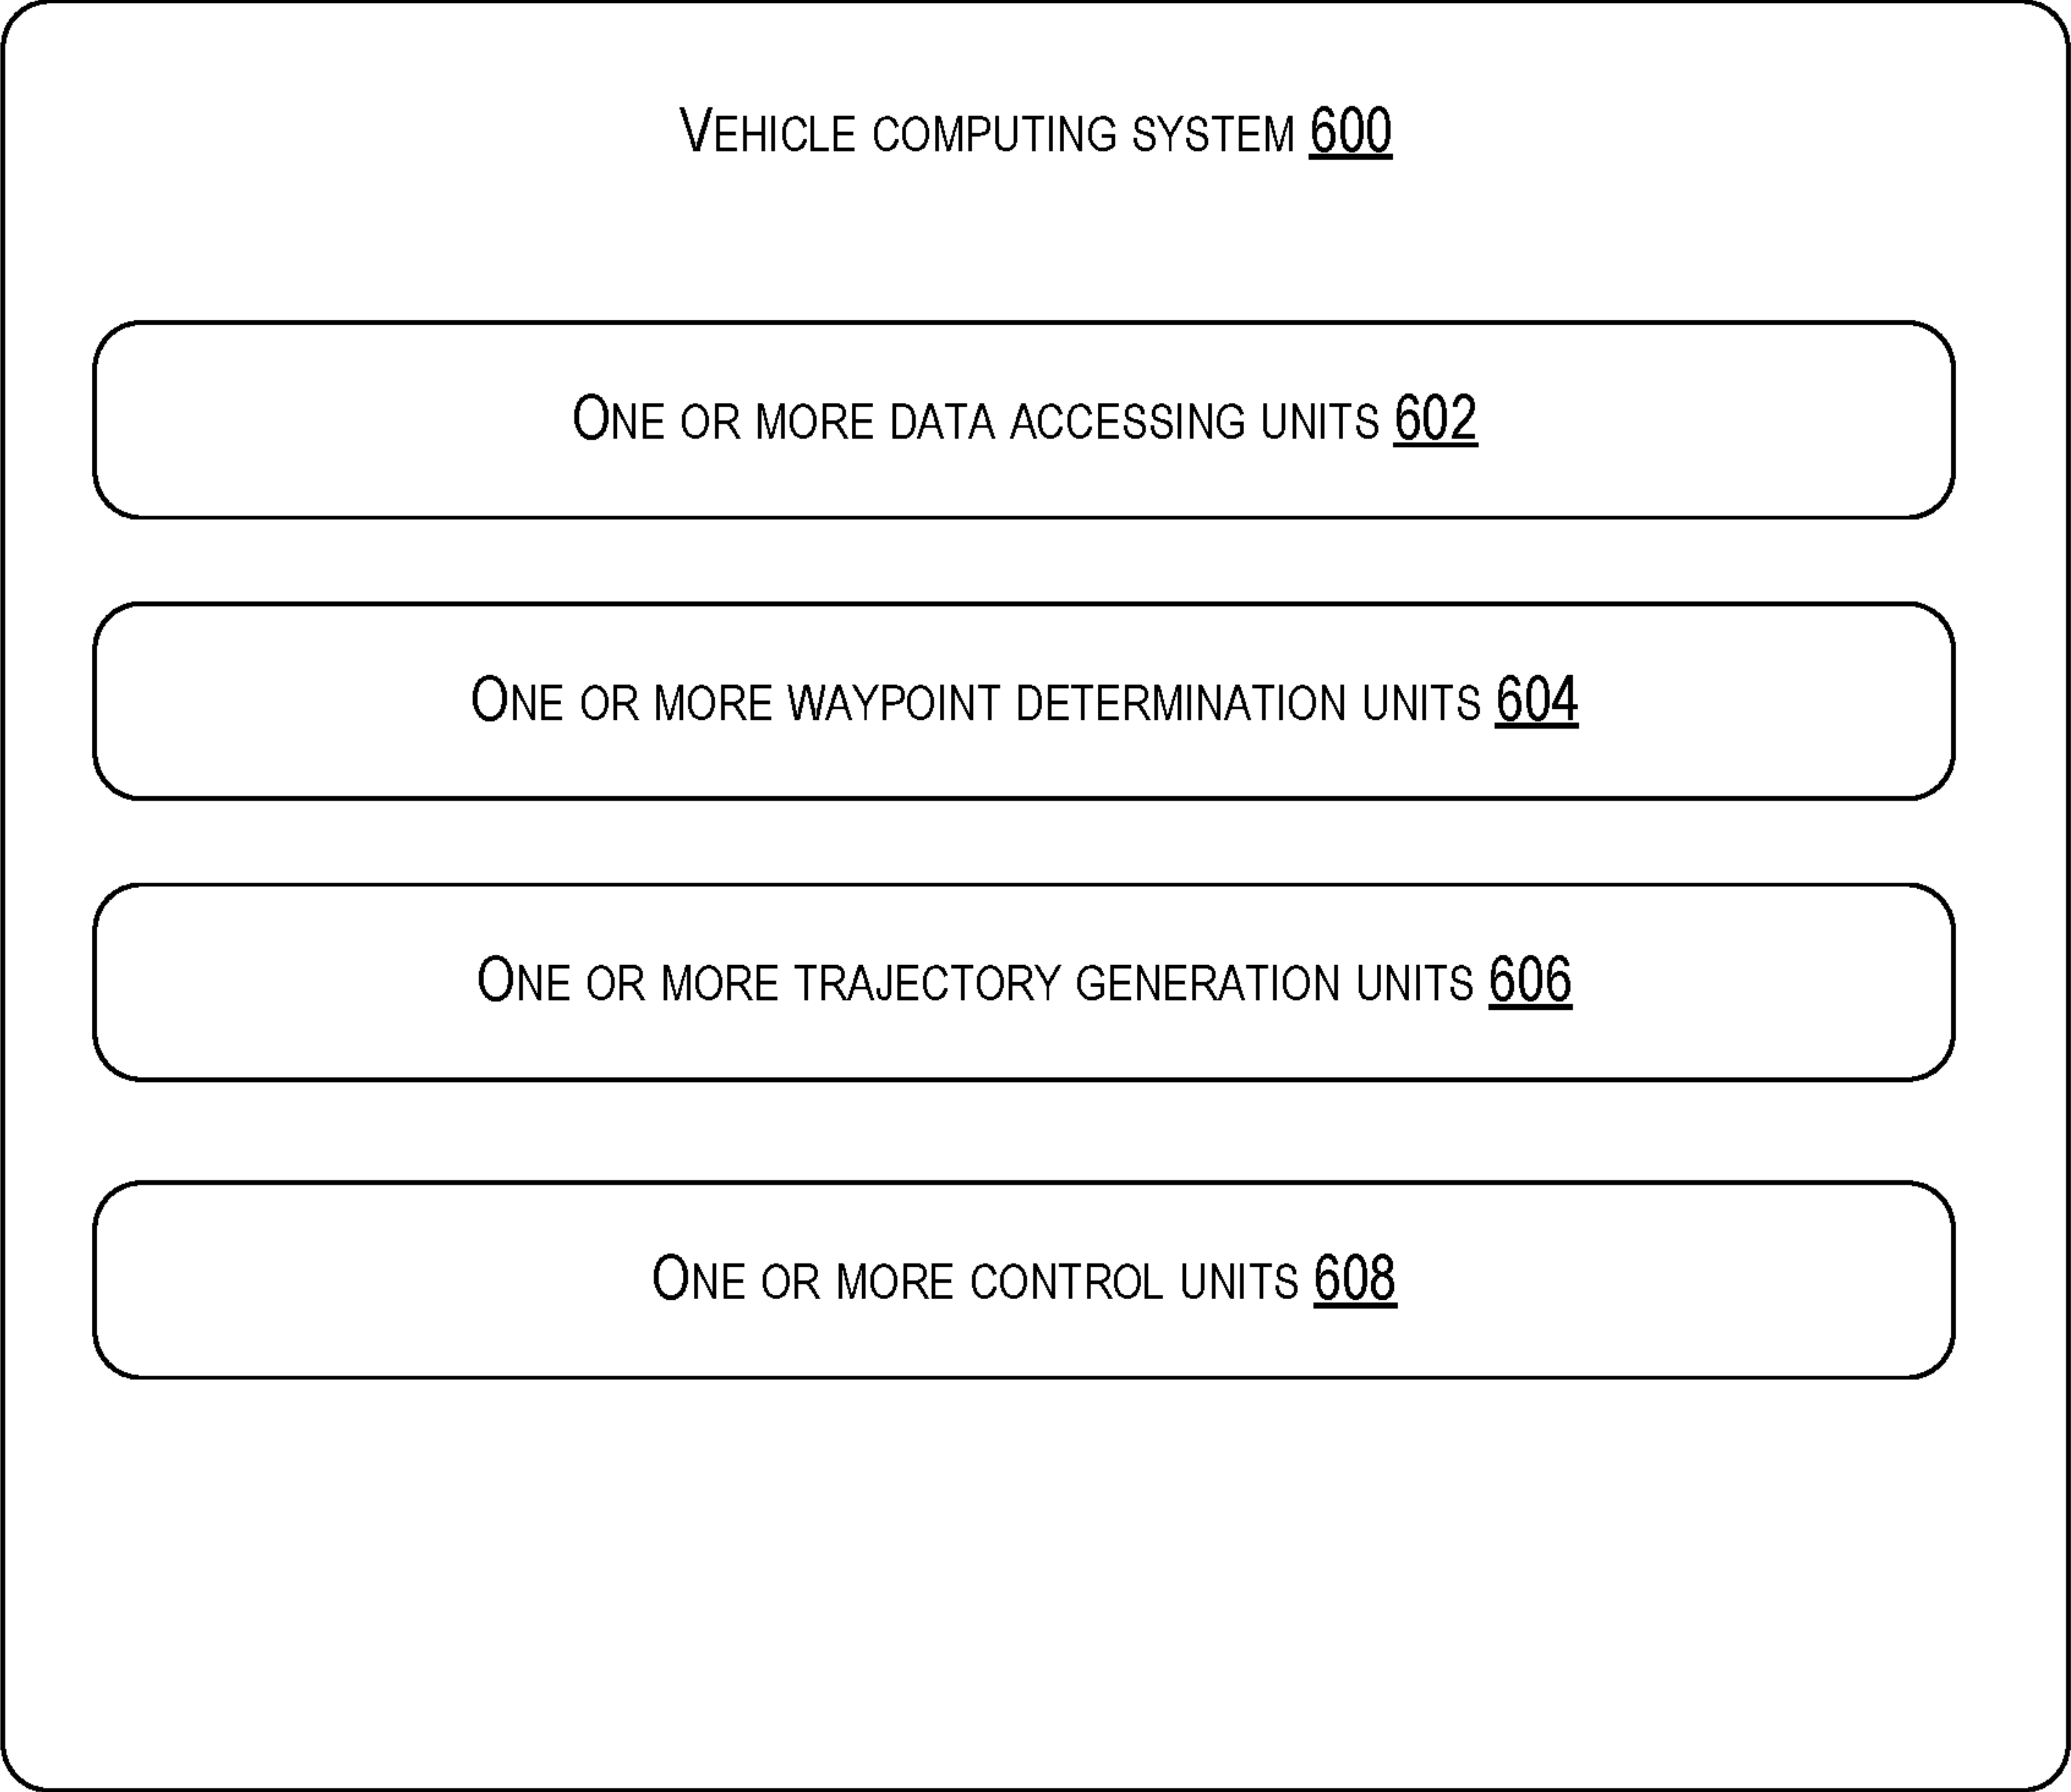 Vehicle computing system 600
One or more data accessing units 602
One or more waypoint determination units 604
One or more trajectory generation units 606
One or more control units 608